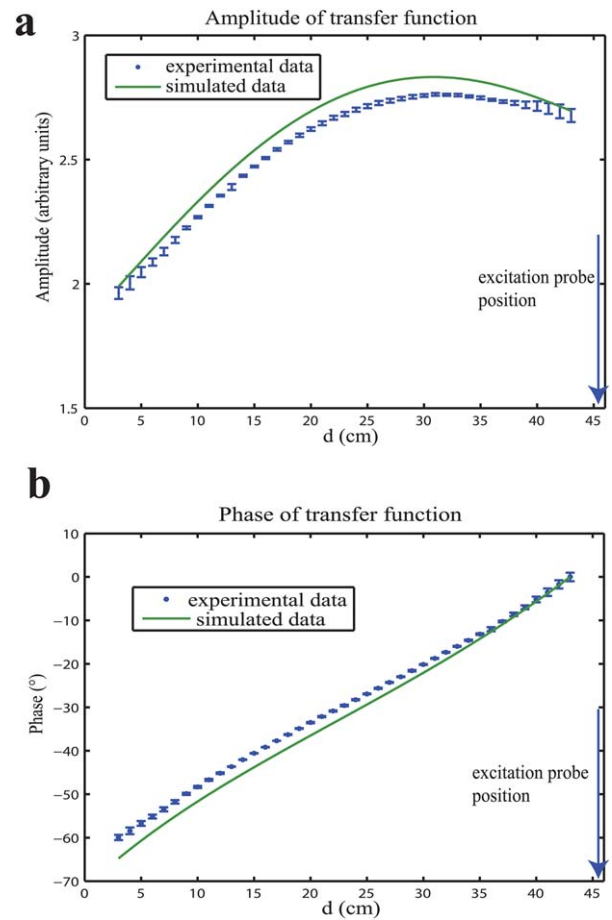 a
Amplitude of transfer function
experimental data
simulated data
Amplitude (arbitrary units)
3
2.5
2
1.5
excitation probe
position
0 5 10 15 20 25 30 35 40 45
d (cm)
b
Phase of transfer function
experimental data
simulated data
Phase (°)
10
0
−10
−20
−30
−40
−50
−60
−70
excitation probe
position
0 5 10 15 20 25 30 35 40 45
d (cm)